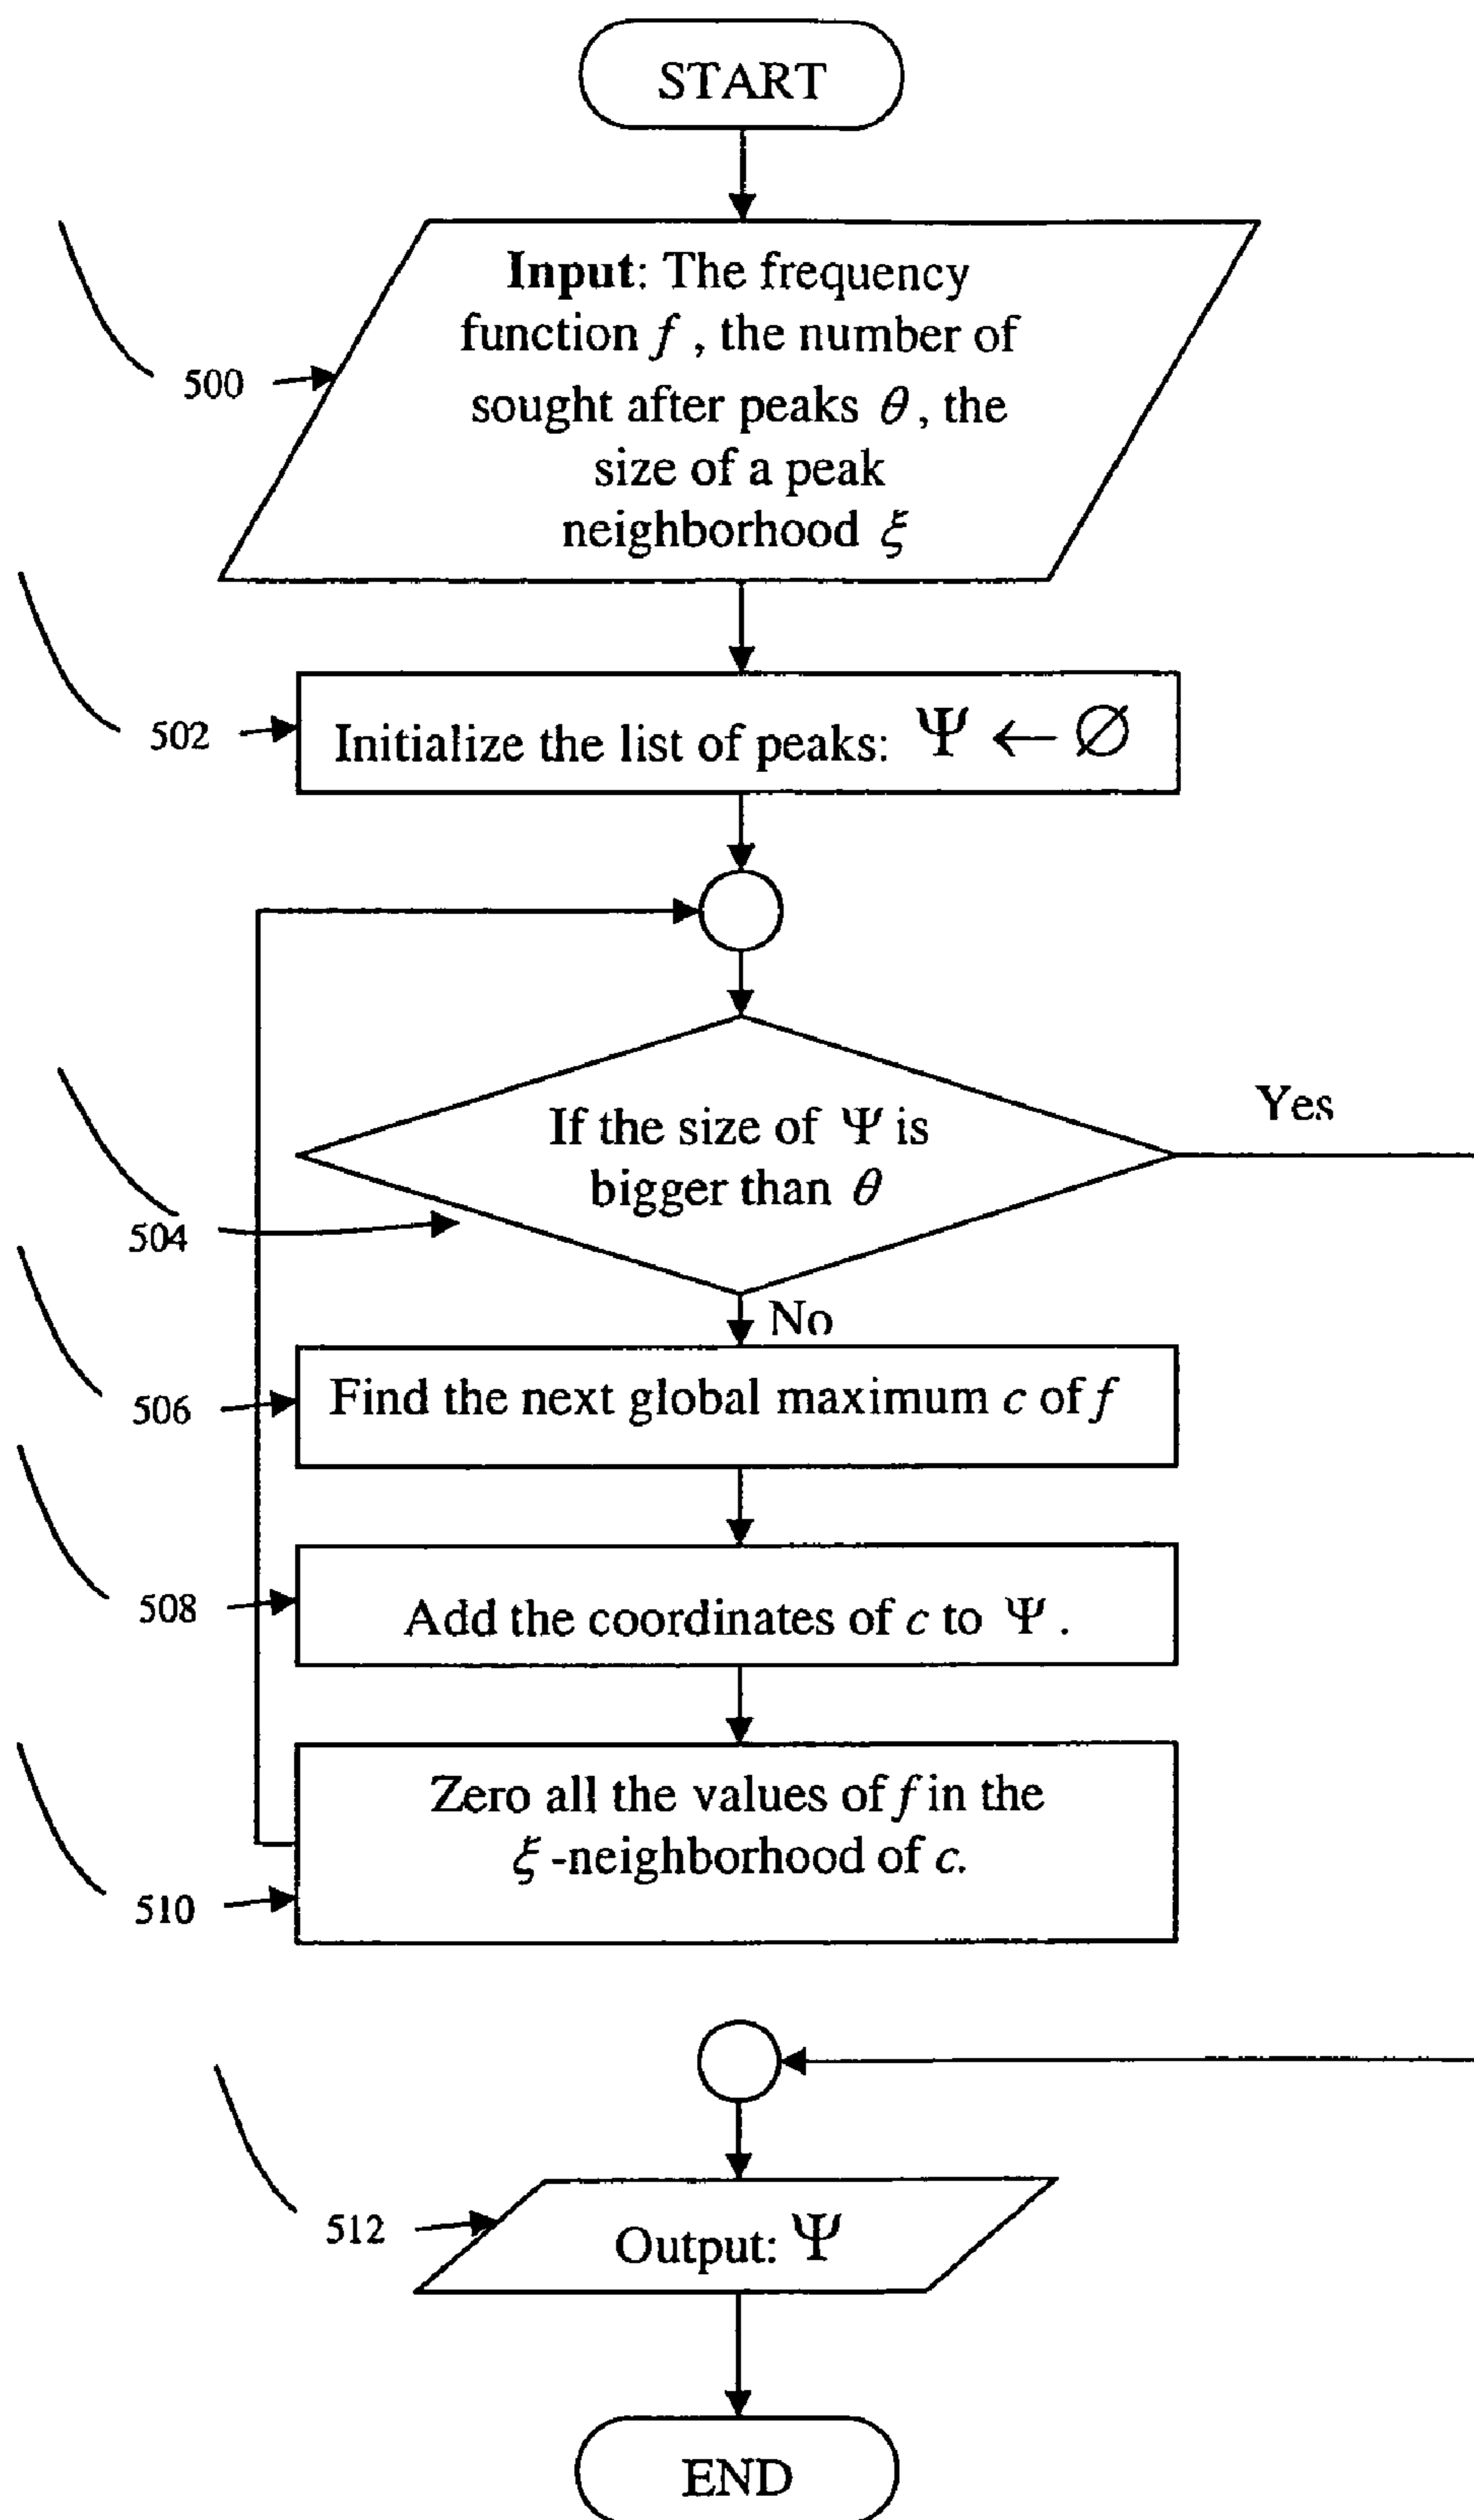 START
Input: The frequency
function f , the number of
sought after peaks θ , the
size of a peak
neighborhood ξ
500
502
Initialize the list of peaks: Ψ ← ∅
If the size of Ψ is
bigger than θ
Yes
504
No
506
Find the next global maximum c of f
508
Add the coordinates of c to Ψ .
Zero all the values of f in the
ξ -neighborhood of c.
510
512
Output: Ψ
END